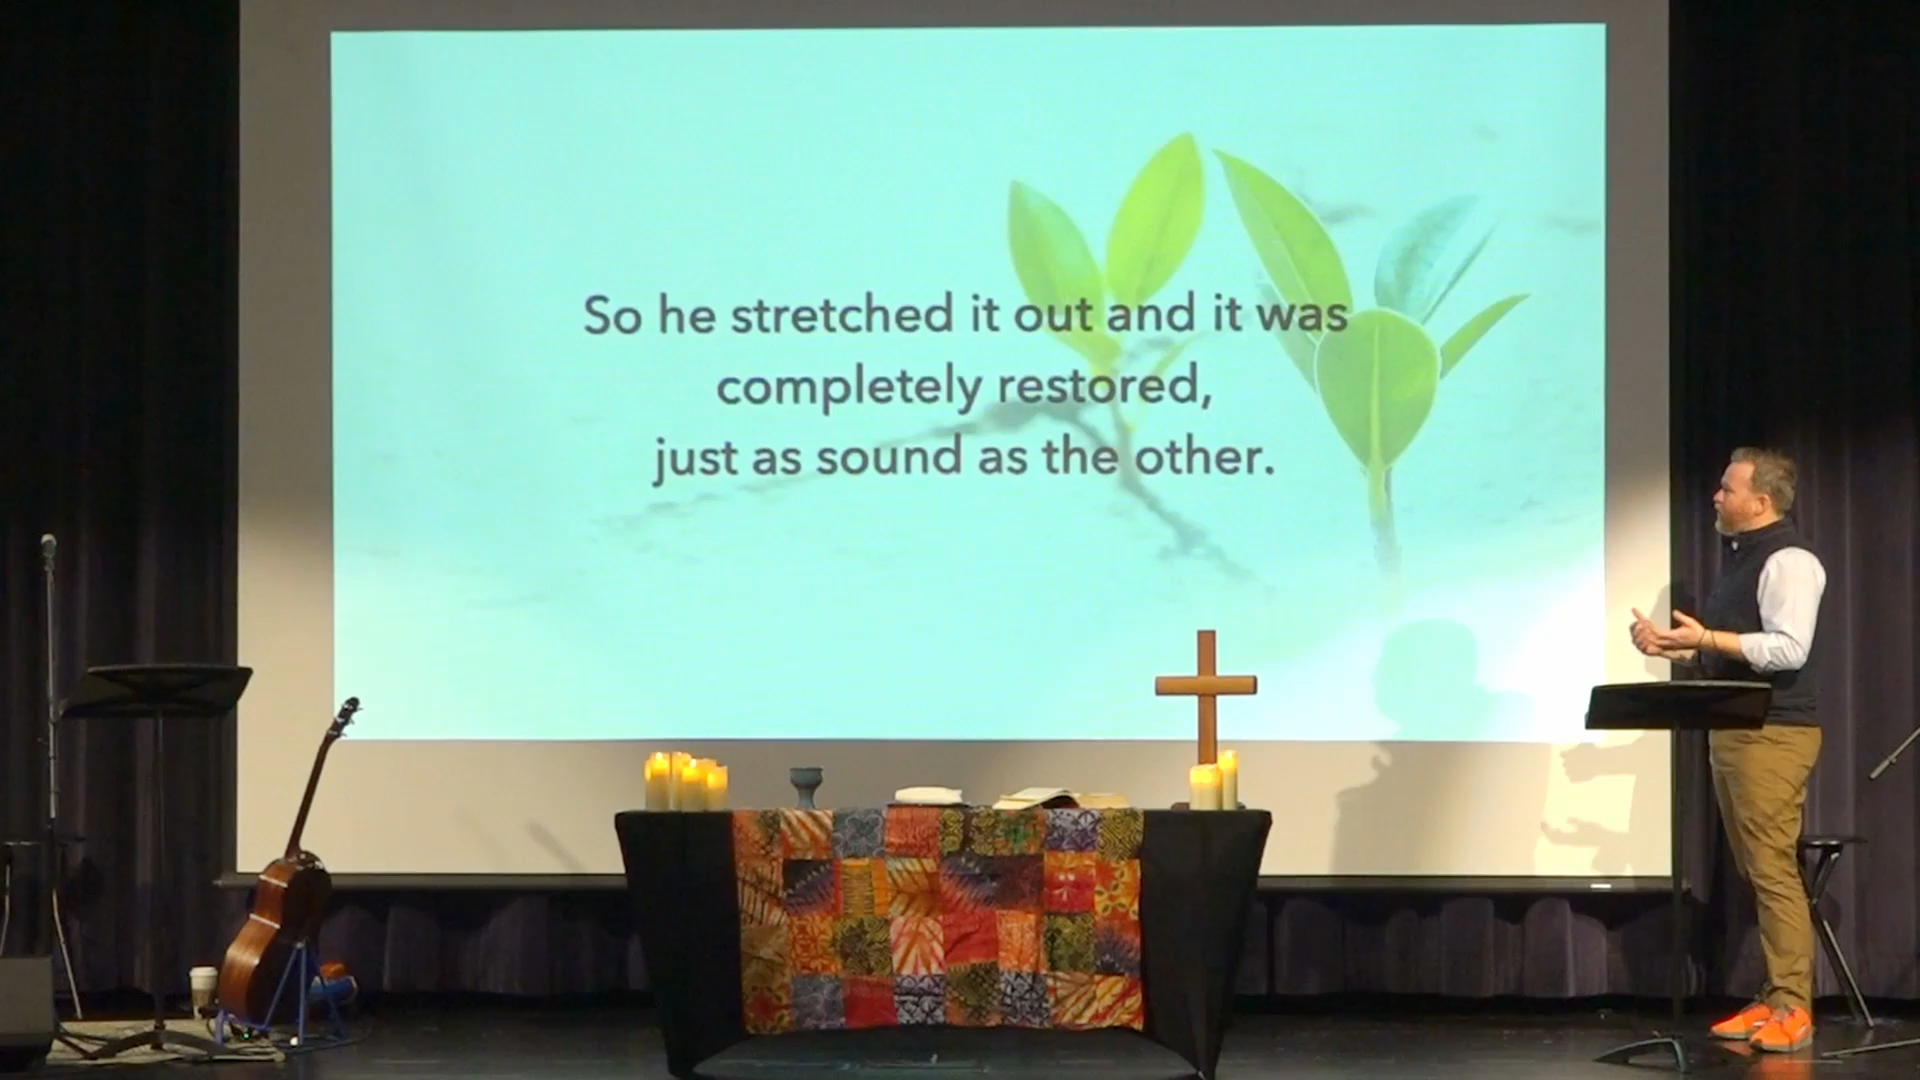 So he stretched it out and it was
completely restored,
just as sound as the other.